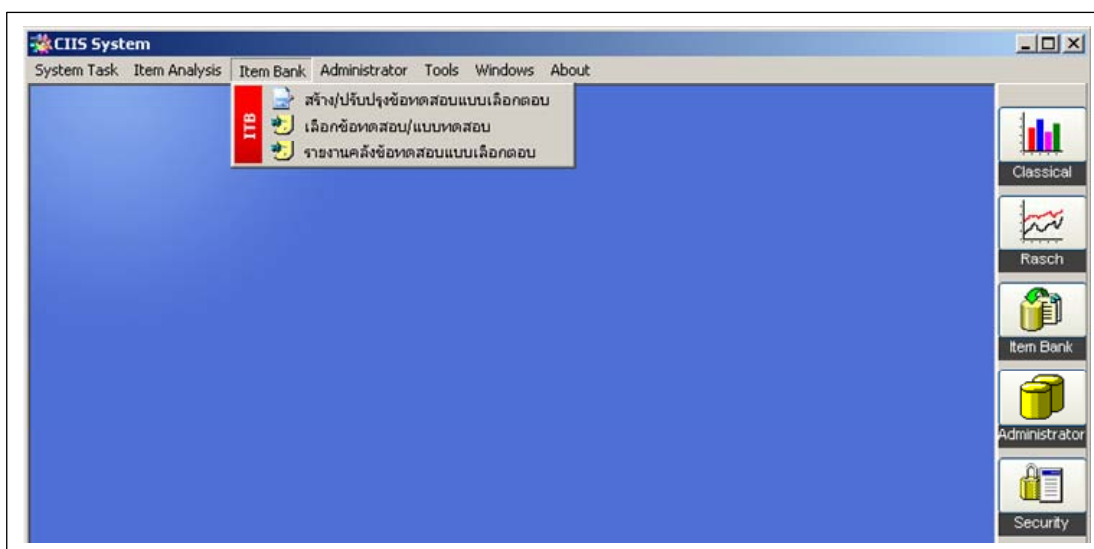 CIIS System
System Task Item Analysis Item Bank Administrator Tools Windows About
ITB
สร้าง/ปรับปรุงข้อทดสอบแบบเลือกตอบ
เลือกข้อทดสอบ/แบบทดสอบ
รายงานคลังข้อทดสอบแบบเลือกตอบ
Classical
Rasch
Item Bank
Administrator
Security